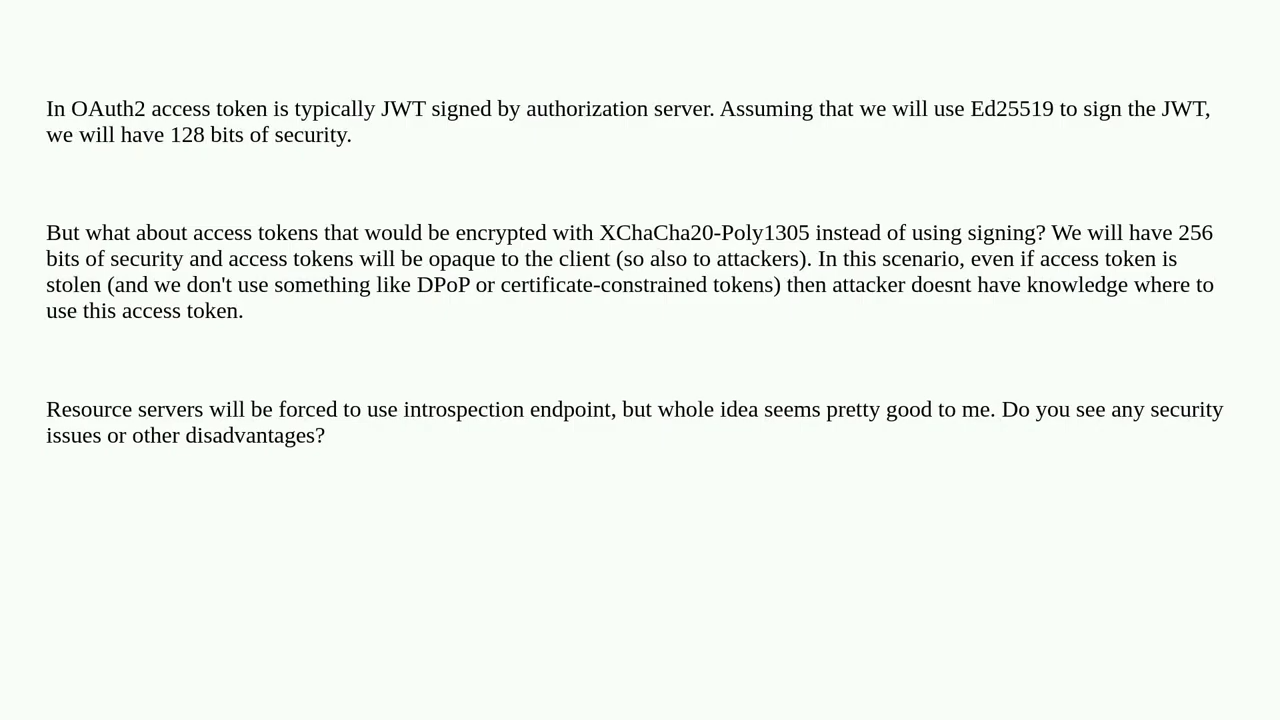 In OAuth2 access token is typically JWT signed by authorization server. Assuming that we will use Ed25519 to sign the JWT,
we will have 128 bits of security.
But what about access tokens that would be encrypted with XChaCha20-Poly1305 instead of using signing? We will have 256
bits of security and access tokens will be opaque to the client (so also to attackers). In this scenario, even if access token is
stolen (and we don't use something like DPoP or certificate-constrained tokens) then attacker doesnt have knowledge where to
use this access token.
Resource servers will be forced to use introspection endpoint, but whole idea seems pretty good to me. Do you see any security
issues or other disadvantages?